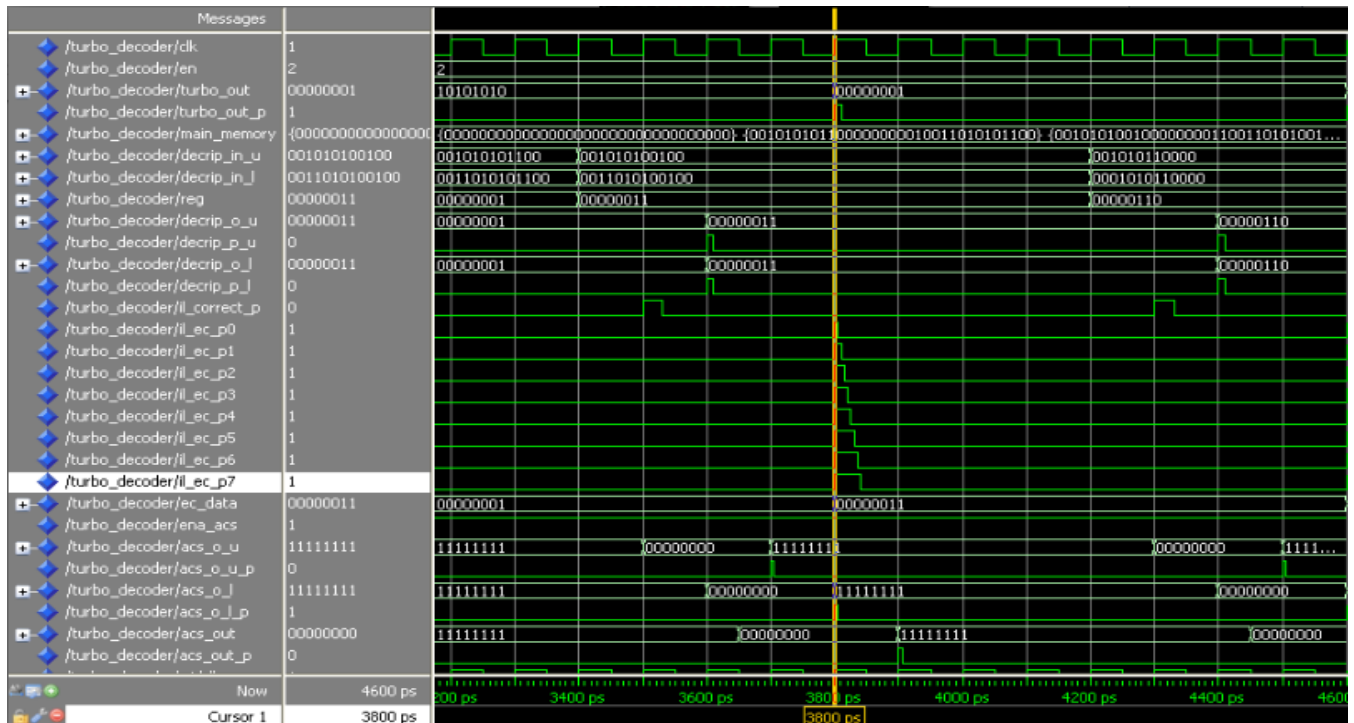 Messages
/turbo_decoder/clk 1
/turbo_decoder/en 2 2
/turbo_decoder/turbo_out 00000001 10101010 00000001
/turbo_decoder/turbo_out_p 1
/turbo_decoder/main_memory
/turbo_decoder/decrip_in_u 001010100100 001010101100 001010100100 001010110000
/turbo_decoder/decrip_in_l 0011010100100 0011010101100 0011010100100 0001010110000
/turbo_decoder/reg 00000011 00000001 00000011 00000110
/turbo_decoder/decrip_o_u 00000011 00000001 00000011 00000110
/turbo_decoder/decrip_p_u 0
/turbo_decoder/decrip_o_l 00000011 00000001 00000011 00000110
/turbo_decoder/decrip_p_l 0
/turbo_decoder/il_correct_p 0
/turbo_decoder/il_ec_p0 1
/turbo_decoder/il_ec_p1 1
/turbo_decoder/il_ec_p2 1
/turbo_decoder/il_ec_p3 1
/turbo_decoder/il_ec_p4 1
/turbo_decoder/il_ec_p5 1
/turbo_decoder/il_ec_p6 1
/turbo_decoder/il_ec_p7 1
/turbo_decoder/ec_data 00000011 00000001 00000011
/turbo_decoder/ena_acs 1
/turbo_decoder/acs_o_u 11111111 11111111 00000000 11111111 00000000 1111...
/turbo_decoder/acs_o_u_p 0
/turbo_decoder/acs_o_l 11111111 11111111 00000000 11111111 00000000
/turbo_decoder/acs_o_l_p 1
/turbo_decoder/acs_out 00000000 11111111 00000000 11111111 00000000
/turbo_decoder/acs_out_p 0
Now 4600 ps 200 ps 3400 ps 3600 ps 3800 ps 4000 ps 4200 ps 4400 ps 4600
Cursor 1 3800 ps 3800 ps